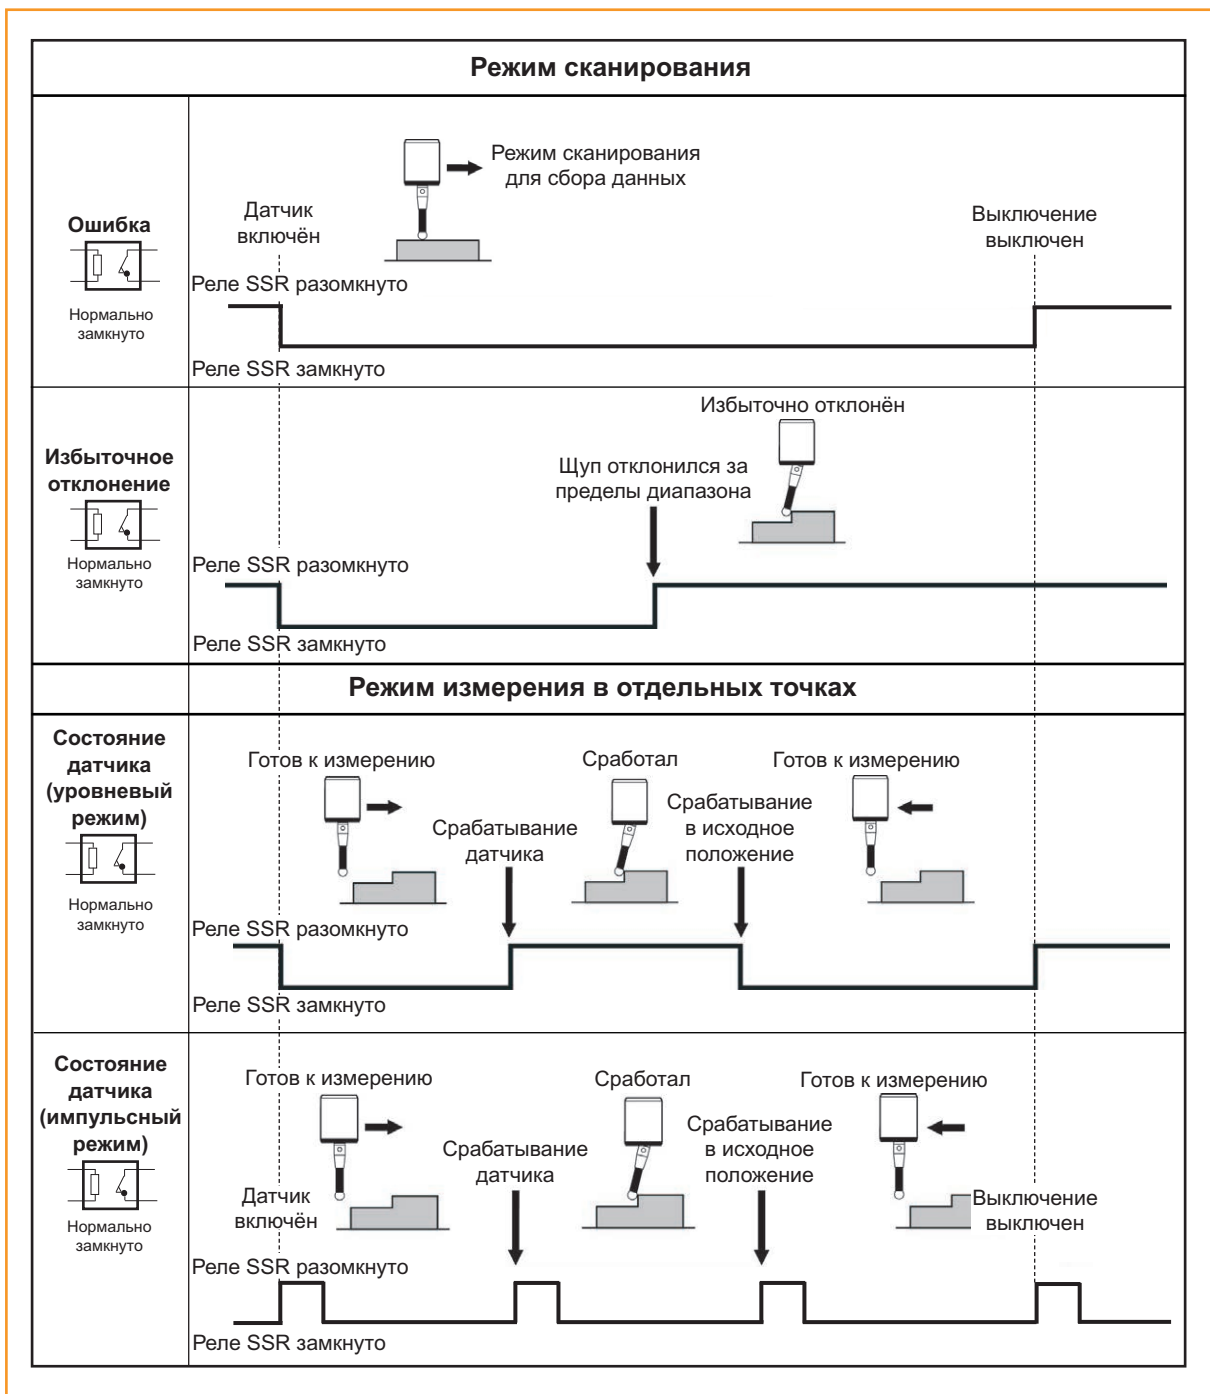 Режим сканирования
Ошибка
Нормально
замкнуто
Датчик
включён
Режим сканирования
для сбора данных
Выключение
выключен
Реле SSR разомкнуто
Реле SSR замкнуто
Избыточное
отклонение
Нормально
замкнуто
Избыточно отклонён
Щуп отклонился за
пределы диапазона
Реле SSR разомкнуто
Реле SSR замкнуто
Режим измерения в отдельных точках
Состояние
датчика
(уровневый
режим)
Нормально
замкнуто
Готов к измерению
Срабатывание
датчика
Сработал
Срабатывание
в исходное
положение
Готов к измерению
Реле SSR разомкнуто
Реле SSR замкнуто
Состояние
датчика
(импульсный
режим)
Нормально
замкнуто
Готов к измерению
Датчик
включён
Срабатывание
датчика
Сработал
Срабатывание
в исходное
положение
Готов к измерению
Выключение
выключен
Реле SSR разомкнуто
Реле SSR замкнуто